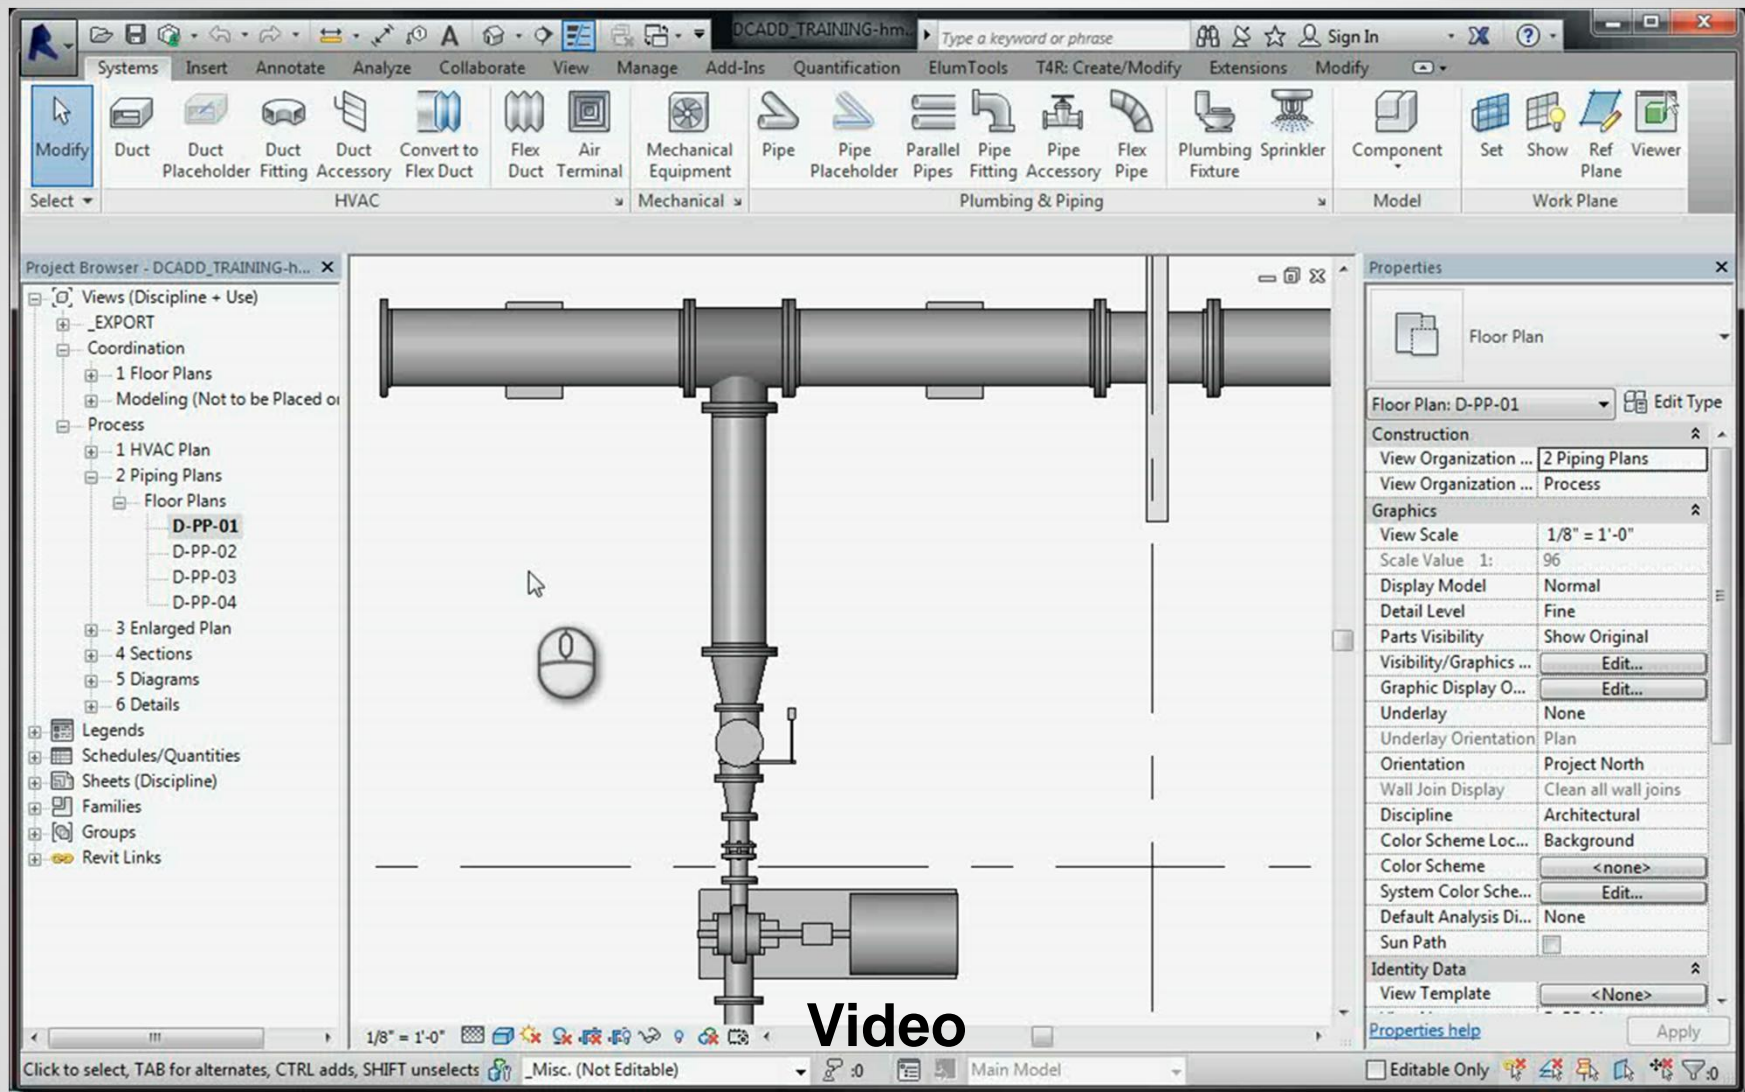 DCADD_TRAINING-hm...
Type a keyword or phrase
Sign In
Systems Insert Annotate Analyze Collaborate View Manage Add-Ins Quantification ElumTools T4R: Create/Modify Extensions Modify
Modify
Duct
Duct Placeholder
Duct Fitting
Duct Accessory
Convert to Flex Duct
Flex Duct
Air Terminal
Mechanical Equipment
Pipe
Pipe Placeholder
Parallel Pipes
Pipe Fitting
Pipe Accessory
Flex Pipe
Plumbing Fixture
Sprinkler
Component
Set
Show
Ref Plane
Viewer
Select HVAC Mechanical Plumbing & Piping Model Work Plane
Project Browser - DCADD_TRAINING-h...
Views (Discipline + Use)
_EXPORT
Coordination
1 Floor Plans
Modeling (Not to be Placed or
Process
1 HVAC Plan
2 Piping Plans
Floor Plans
D-PP-01
D-PP-02
D-PP-03
D-PP-04
3 Enlarged Plan
4 Sections
5 Diagrams
6 Details
Legends
Schedules/Quantities
Sheets (Discipline)
Families
Groups
Revit Links
Properties
Floor Plan
Floor Plan: D-PP-01 Edit Type
Construction
View Organization ... 2 Piping Plans
View Organization ... Process
Graphics
View Scale 1/8" = 1'-0"
Scale Value 1: 96
Display Model Normal
Detail Level Fine
Parts Visibility Show Original
Visibility/Graphics ... Edit...
Graphic Display O... Edit...
Underlay None
Underlay Orientation Plan
Orientation Project North
Wall Join Display Clean all wall joins
Discipline Architectural
Color Scheme Loc... Background
Color Scheme <none>
System Color Sche... Edit...
Default Analysis Di... None
Sun Path
Identity Data
View Template <None>
Properties help Apply
1/8" = 1'-0"
Video
Click to select, TAB for alternates, CTRL adds, SHIFT unselects _Misc. (Not Editable) :0 Main Model Editable Only :0